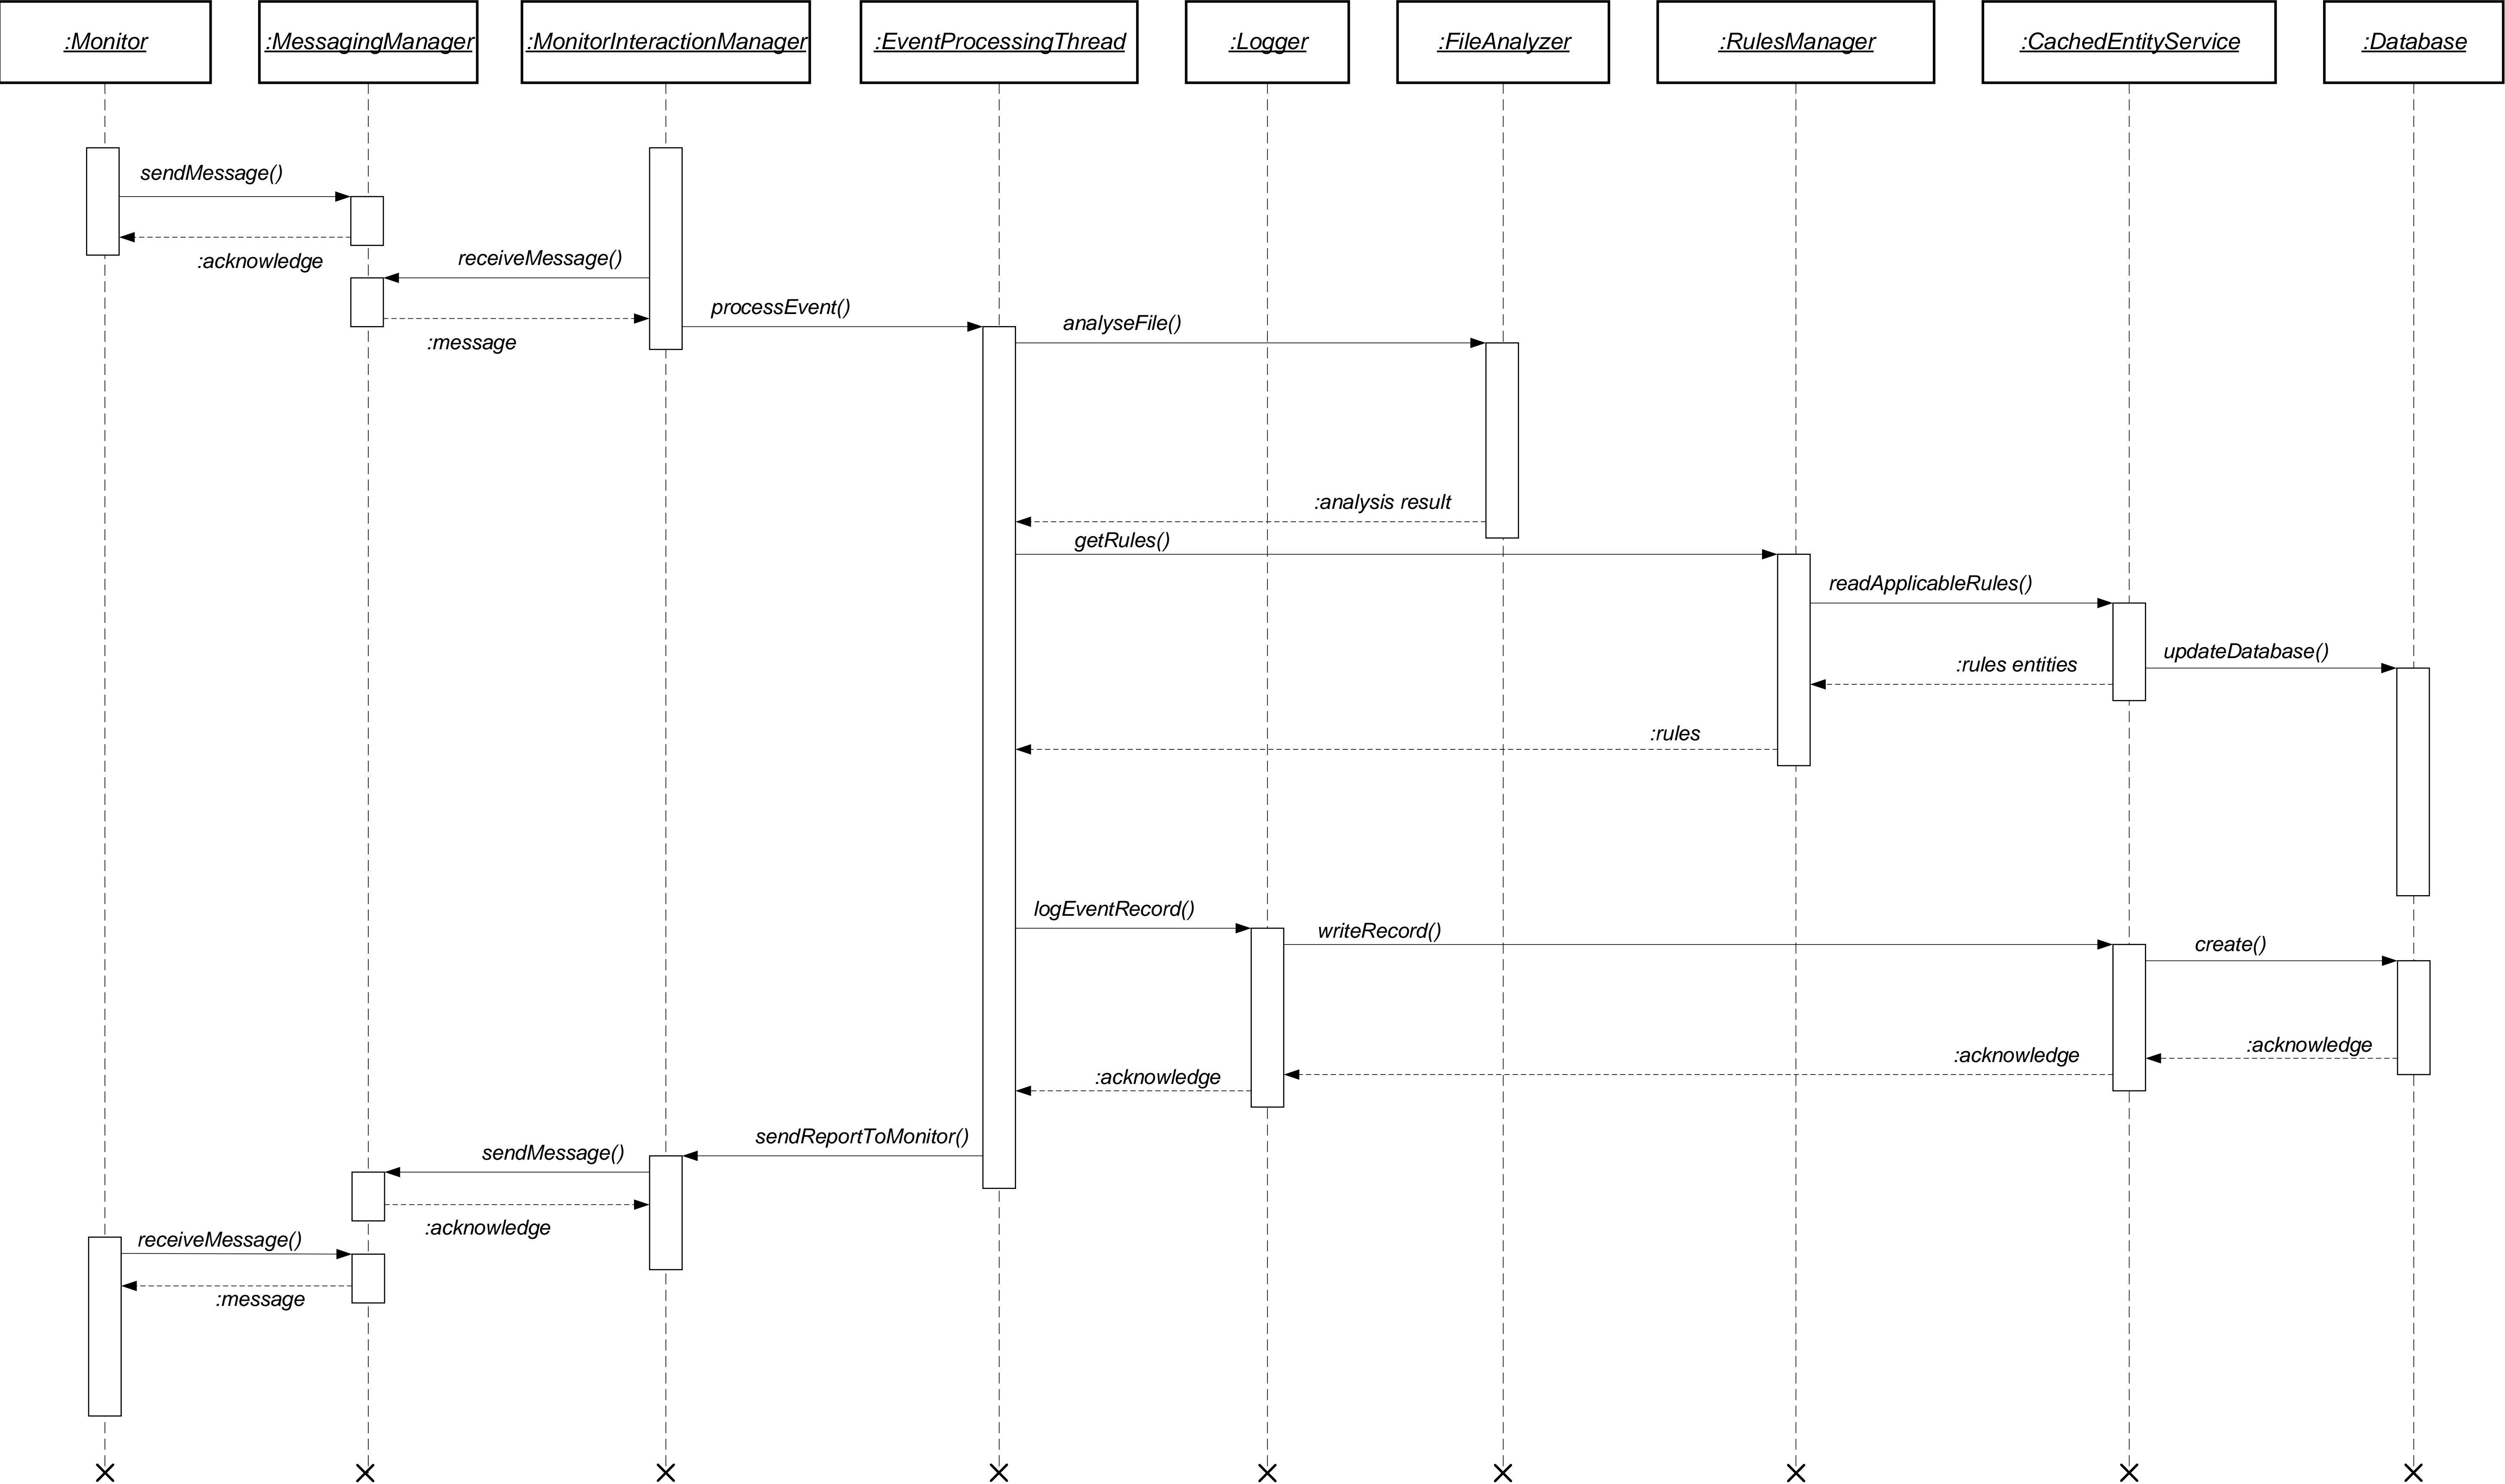 :Monitor
:MessagingManager
:MonitorInteractionManager
:EventProcessingThread
:Logger
:FileAnalyzer
:RulesManager
:CachedEntityService
:Database
sendMessage()
:acknowledge
receiveMessage()
:message
processEvent()
analyseFile()
:analysis result
getRules()
readApplicableRules()
updateDatabase()
:rules entities
:rules
logEventRecord()
writeRecord()
create()
:acknowledge
:acknowledge
:acknowledge
sendReportToMonitor()
sendMessage()
:acknowledge
receiveMessage()
:message